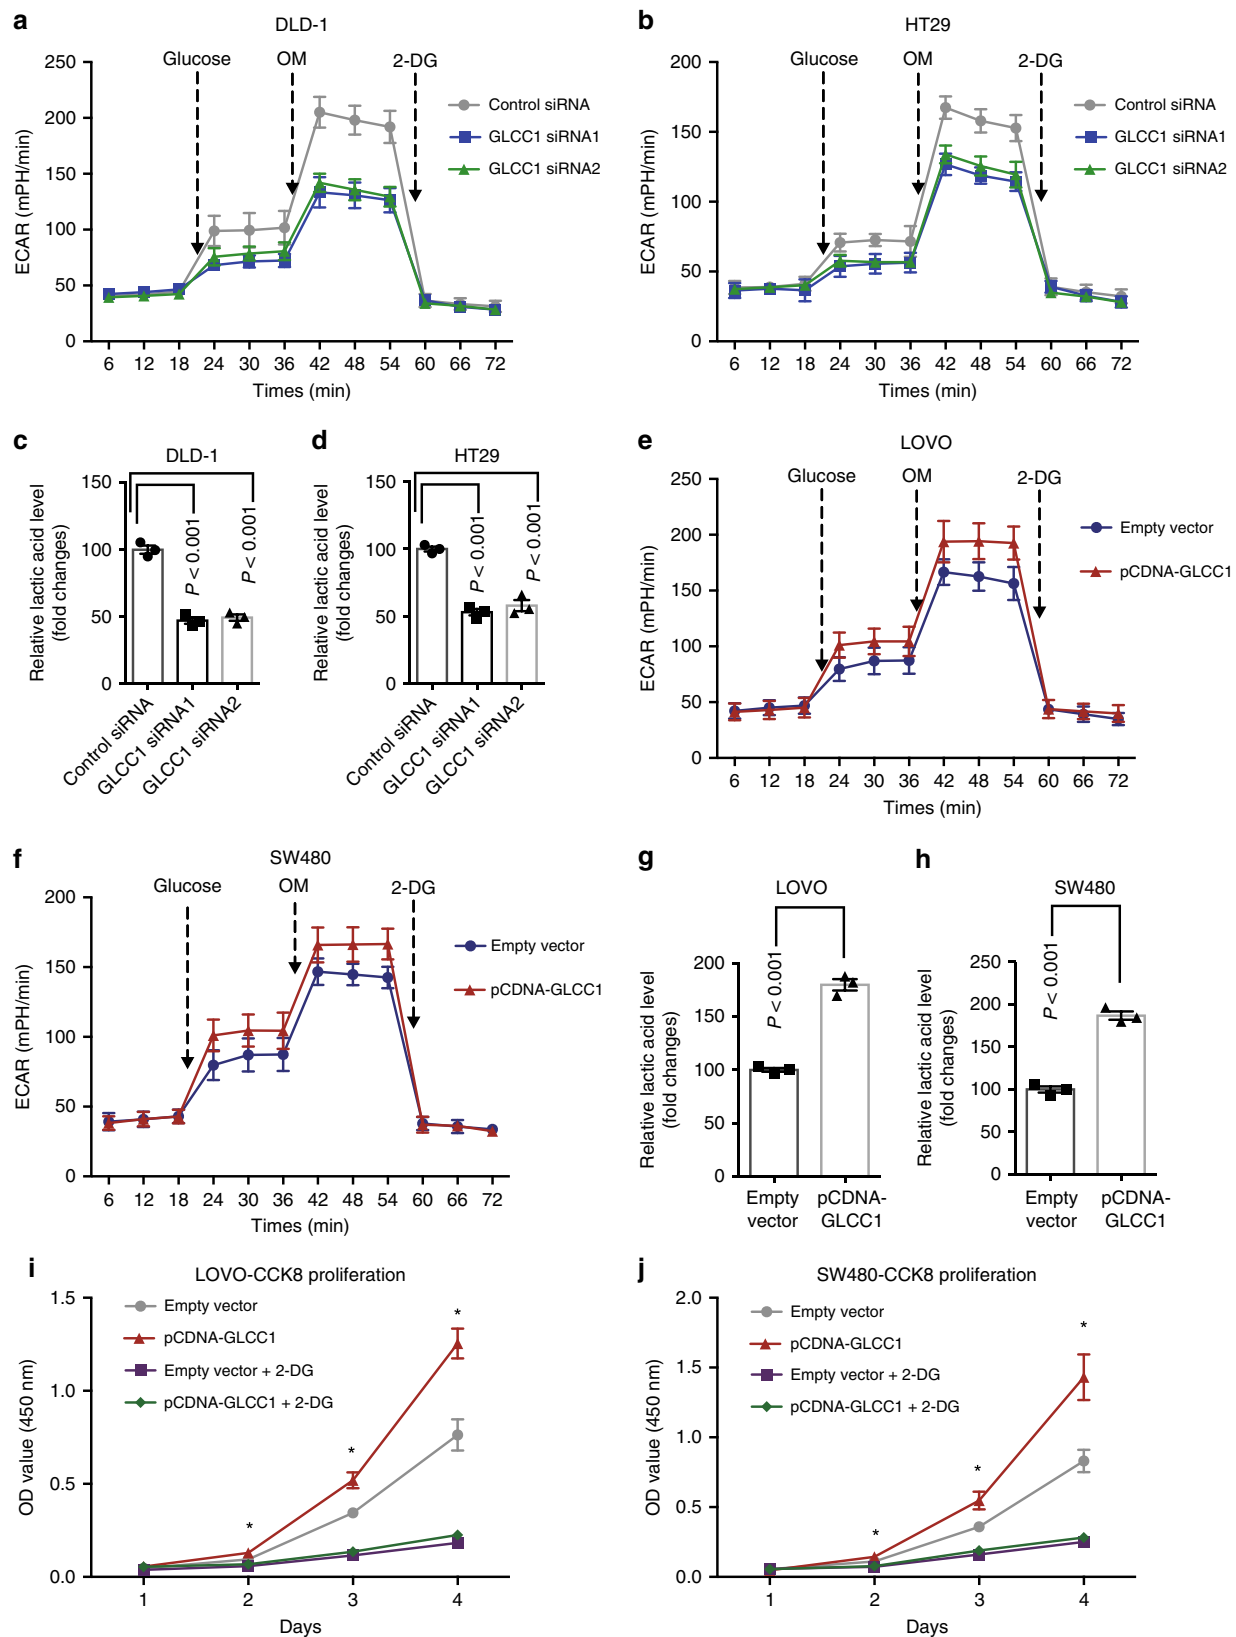 a
DLD-1
250
200
150
100
50
0
ECAR (mPH/min)
Glucose
OM
2-DG
Control siRNA
GLCC1 siRNA1
GLCC1 siRNA2
6 12 18 24 30 36 42 48 54 60 66 72
Times (min)
b
HT29
200
150
100
50
0
ECAR (mPH/min)
Glucose
OM
2-DG
Control siRNA
GLCC1 siRNA1
GLCC1 siRNA2
6 12 18 24 30 36 42 48 54 60 66 72
Times (min)
c
DLD-1
150
100
50
0
Relative lactic acid level
(fold changes)
P < 0.001
P < 0.001
Control siRNA
GLCC1 siRNA1
GLCC1 siRNA2
d
HT29
150
100
50
0
Relative lactic acid level
(fold changes)
P < 0.001
P < 0.001
Control siRNA
GLCC1 siRNA1
GLCC1 siRNA2
e
LOVO
250
200
150
100
50
0
ECAR (mPH/min)
Glucose
OM
2-DG
Empty vector
pCDNA-GLCC1
6 12 18 24 30 36 42 48 54 60 66 72
Times (min)
f
SW480
200
150
100
50
0
ECAR (mPH/min)
Glucose
OM
2-DG
Empty vector
pCDNA-GLCC1
6 12 18 24 30 36 42 48 54 60 66 72
Times (min)
g
LOVO
200
150
100
50
0
Relative lactic acid level
(fold changes)
P < 0.001
Empty
vector
pCDNA-
GLCC1
h
SW480
250
200
150
100
50
0
Relative lactic acid level
(fold changes)
P < 0.001
Empty
vector
pCDNA-
GLCC1
i
LOVO-CCK8 proliferation
1.5
1.0
0.5
0.0
OD value (450 nm)
Empty vector
pCDNA-GLCC1
Empty vector + 2-DG
pCDNA-GLCC1 + 2-DG
*
*
*
1 2 3 4
Days
j
SW480-CCK8 proliferation
2.0
1.5
1.0
0.5
0.0
OD value (450 nm)
Empty vector
pCDNA-GLCC1
Empty vector + 2-DG
pCDNA-GLCC1 + 2-DG
*
*
*
1 2 3 4
Days